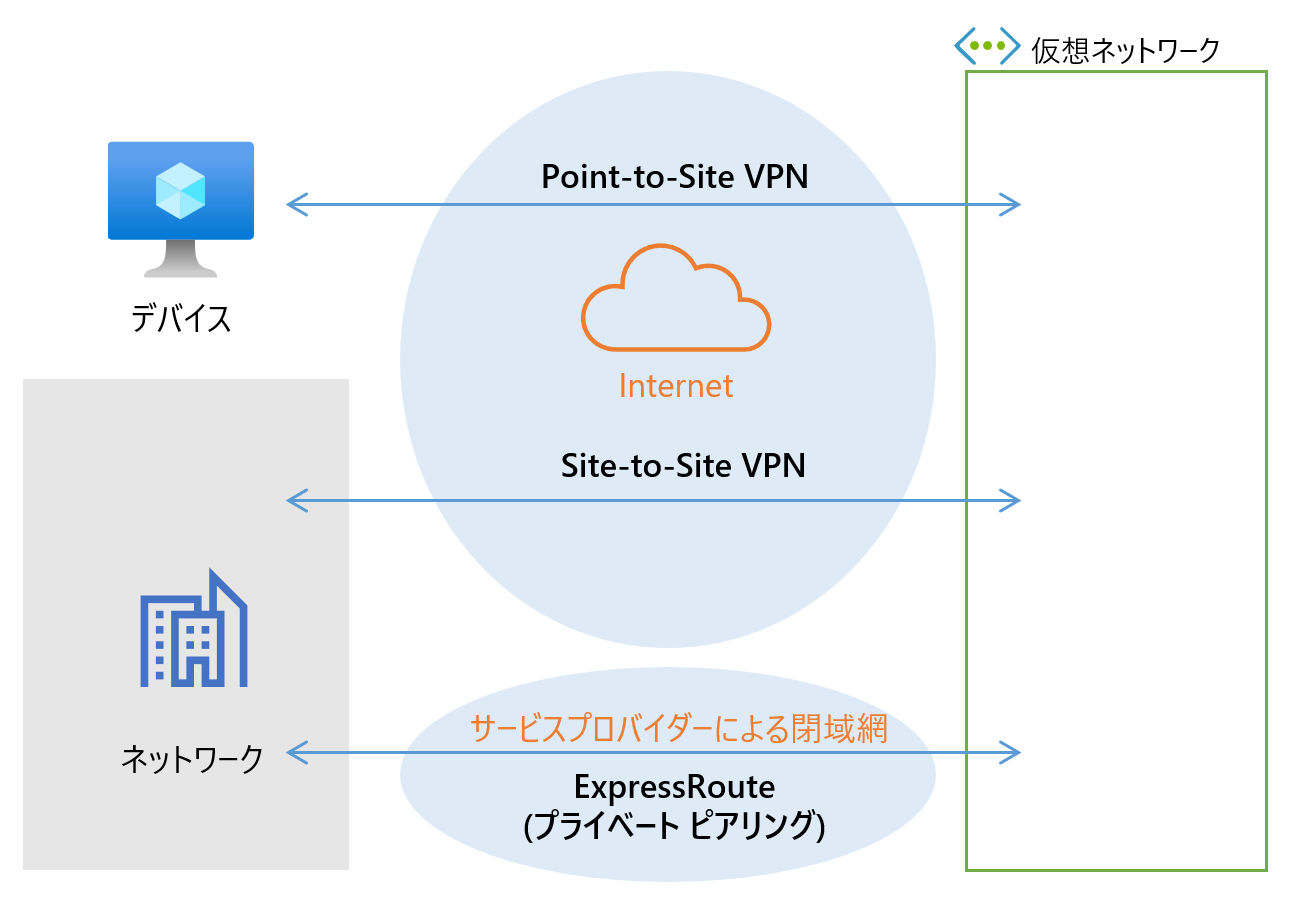 仮想ネットワーク
Point-to-Site VPN
デバイス
Internet
Site-to-Site VPN
サービスプロバイダーによる閉域網
ネットワーク
ExpressRoute
(プライベート ピアリング)